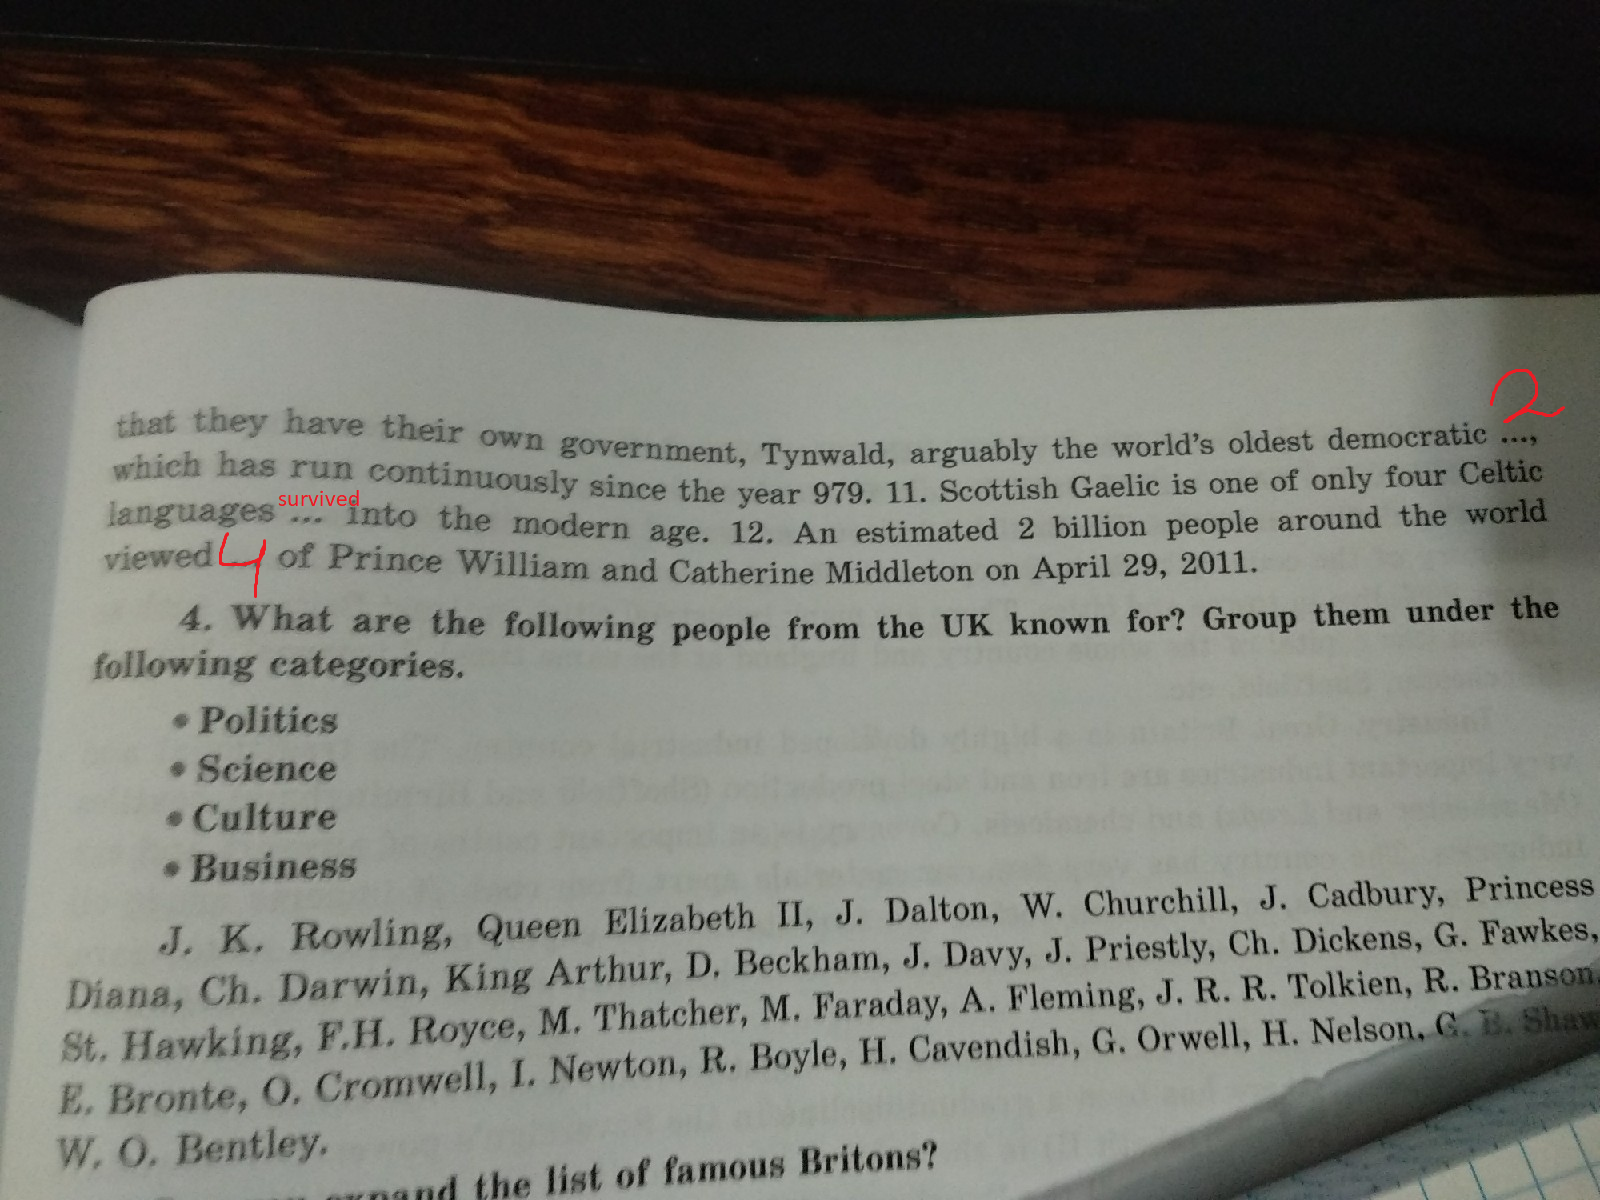 that they have their own government, Tynwald, arguably the world's oldest democratic ..., 2
which has run continuously since the year 979. 11. Scottish Gaelic is one of only four Celtic
survived
languages ... into the modern age. 12. An estimated 2 billion people around the world
viewed 4 of Prince William and Catherine Middleton on April 29, 2011.
4. What are the following people from the UK known for? Group them under the
following categories.
• Politics
• Science
• Culture
• Business
J. K. Rowling, Queen Elizabeth II, J. Dalton, W. Churchill, J. Cadbury, Princess
Diana, Ch. Darwin, King Arthur, D. Beckham, J. Davy, J. Priestly, Ch. Dickens, G. Fawkes,
St. Hawking, F.H. Royce, M. Thatcher, M. Faraday, A. Fleming, J. R. R. Tolkien, R. Branson,
E. Bronte, O. Cromwell, I. Newton, R. Boyle, H. Cavendish, G. Orwell, H. Nelson, G. B. Shaw
W. O. Bentley.
expand the list of famous Britons?